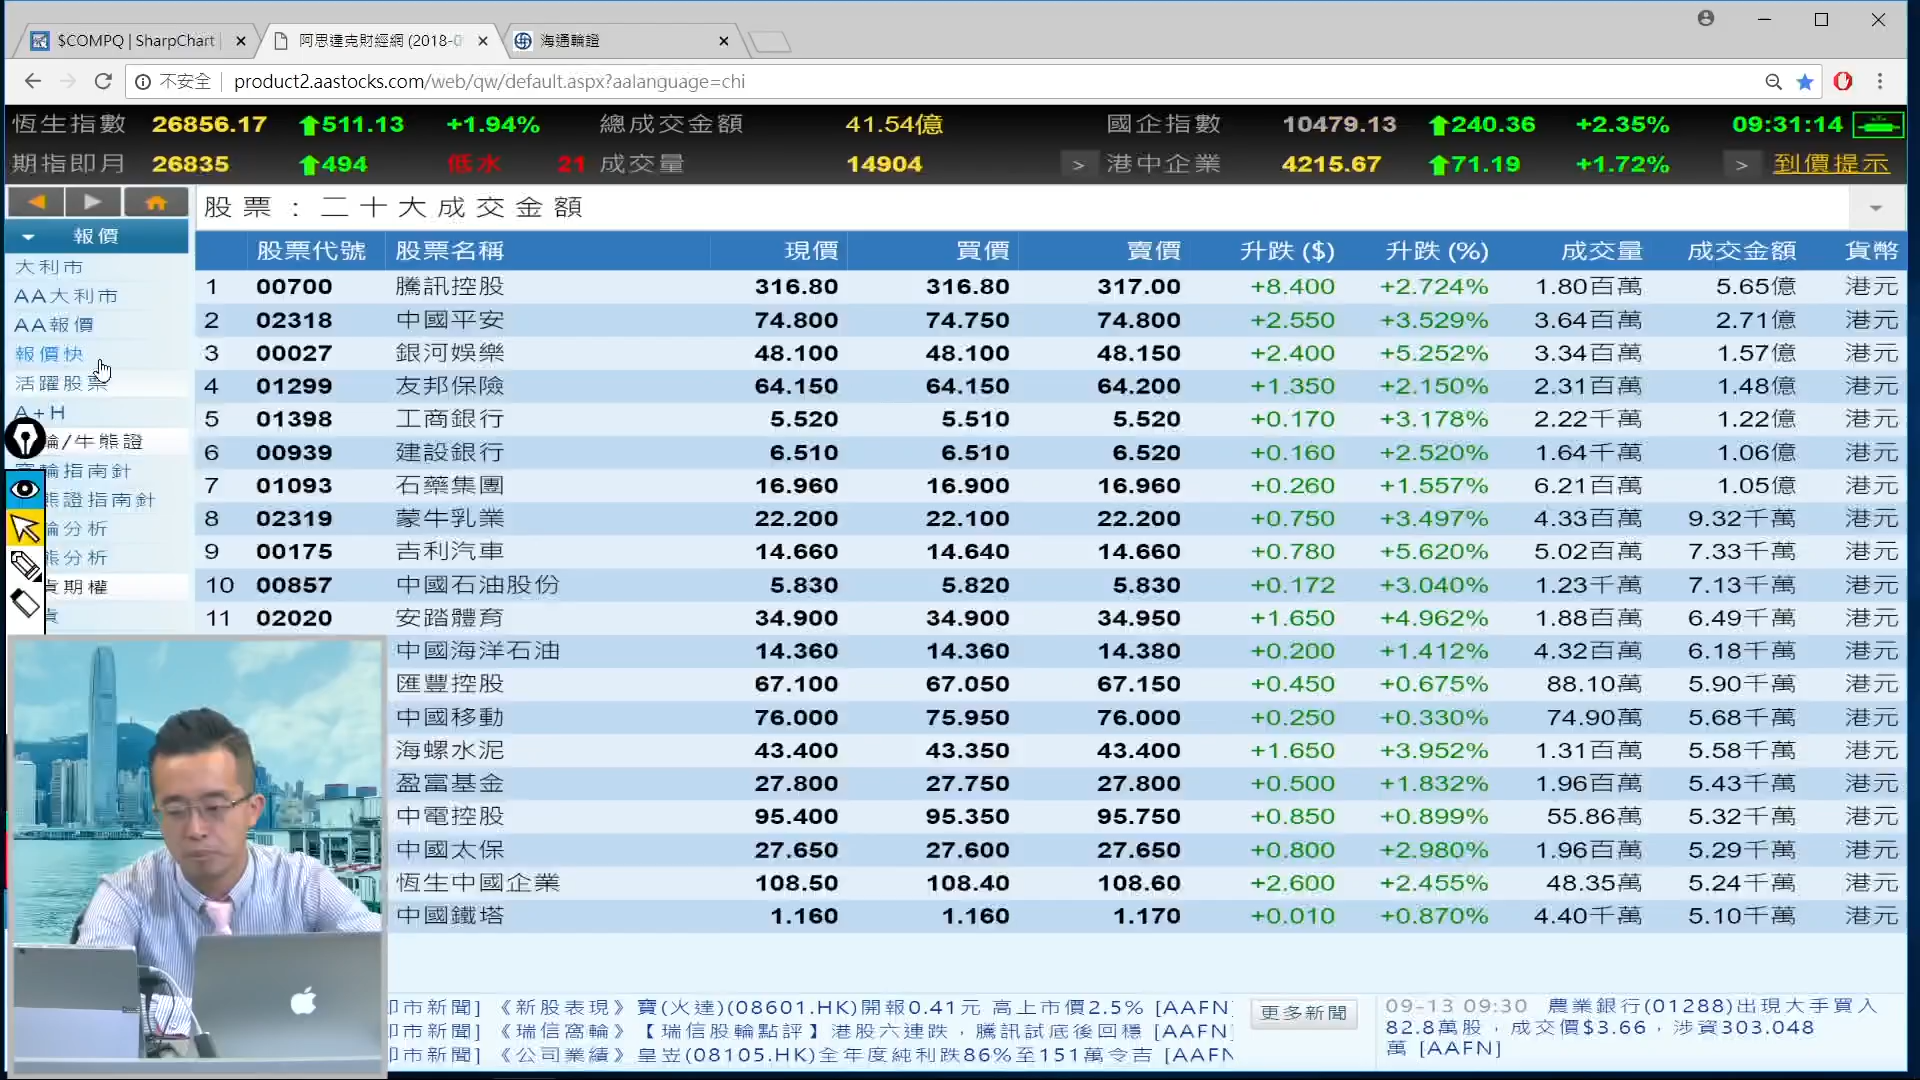 $COMPQ | SharpChart
阿思達克財經網 (2018-0
海通輪證
不安全 product2.aastocks.com/web/qw/default.aspx?aalanguage=chi
恆生指數 26856.17 511.13 +1.94% 總成交金額 41.54億 國企指數 10479.13 240.36 +2.35% 09:31:14
期指即月 26835 494 低水 21 成交量 14904 > 港中企業 4215.67 71.19 +1.72% > 到價提示
股票：二十大成交金額
報價
大利市
AA大利市
AA報價
報價快
活躍股票
A+H
輪/牛熊證
窩輪指南針
熊證指南針
輪分析
熊分析
貨期權
貨
股票代號 股票名稱 現價 買價 賣價 升跌 ($) 升跌 (%) 成交量 成交金額 貨幣
1 00700 騰訊控股 316.80 316.80 317.00 +8.400 +2.724% 1.80百萬 5.65億 港元
2 02318 中國平安 74.800 74.750 74.800 +2.550 +3.529% 3.64百萬 2.71億 港元
3 00027 銀河娛樂 48.100 48.100 48.150 +2.400 +5.252% 3.34百萬 1.57億 港元
4 01299 友邦保險 64.150 64.150 64.200 +1.350 +2.150% 2.31百萬 1.48億 港元
5 01398 工商銀行 5.520 5.510 5.520 +0.170 +3.178% 2.22千萬 1.22億 港元
6 00939 建設銀行 6.510 6.510 6.520 +0.160 +2.520% 1.64千萬 1.06億 港元
7 01093 石藥集團 16.960 16.900 16.960 +0.260 +1.557% 6.21百萬 1.05億 港元
8 02319 蒙牛乳業 22.200 22.100 22.200 +0.750 +3.497% 4.33百萬 9.32千萬 港元
9 00175 吉利汽車 14.660 14.640 14.660 +0.780 +5.620% 5.02百萬 7.33千萬 港元
10 00857 中國石油股份 5.830 5.820 5.830 +0.172 +3.040% 1.23千萬 7.13千萬 港元
11 02020 安踏體育 34.900 34.900 34.950 +1.650 +4.962% 1.88百萬 6.49千萬 港元
中國海洋石油 14.360 14.360 14.380 +0.200 +1.412% 4.32百萬 6.18千萬 港元
匯豐控股 67.100 67.050 67.150 +0.450 +0.675% 88.10萬 5.90千萬 港元
中國移動 76.000 75.950 76.000 +0.250 +0.330% 74.90萬 5.68千萬 港元
海螺水泥 43.400 43.350 43.400 +1.650 +3.952% 1.31百萬 5.58千萬 港元
盈富基金 27.800 27.750 27.800 +0.500 +1.832% 1.96百萬 5.43千萬 港元
中電控股 95.400 95.350 95.750 +0.850 +0.899% 55.86萬 5.32千萬 港元
中國太保 27.650 27.600 27.650 +0.800 +2.980% 1.96百萬 5.29千萬 港元
恆生中國企業 108.50 108.40 108.60 +2.600 +2.455% 48.35萬 5.24千萬 港元
中國鐵塔 1.160 1.160 1.170 +0.010 +0.870% 4.40千萬 5.10千萬 港元
即市新聞] 《新股表現》寶(火達)(08601.HK)開報0.41元 高上市價2.5% [AAFN]
即市新聞] 《瑞信窩輪》【瑞信股輪點評】港股六連跌，騰訊試底後回穩 [AAFN]
即市新聞] 《公司業績》皇岦(08105.HK)全年度純利跌86%至151萬令吉 [AAFN
更多新聞
09-13 09:30 農業銀行(01288)出現大手買入
82.8萬股，成交價$3.66，涉資303.048
萬 [AAFN]